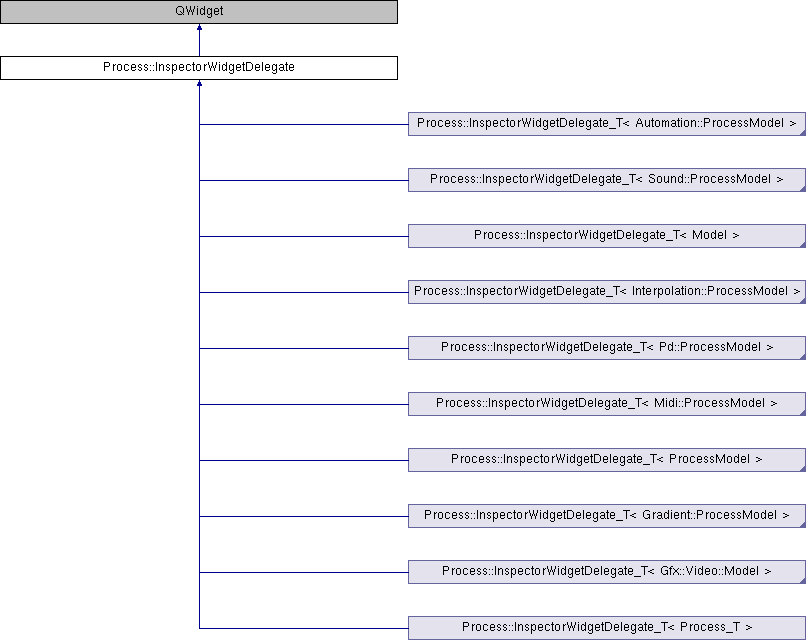 QWidget
Process::InspectorWidgetDelegate
Process::InspectorWidgetDelegate_T< Automation::ProcessModel >
Process::InspectorWidgetDelegate_T< Sound::ProcessModel >
Process::InspectorWidgetDelegate_T< Model >
Process::InspectorWidgetDelegate_T< Interpolation::ProcessModel >
Process::InspectorWidgetDelegate_T< Pd::ProcessModel >
Process::InspectorWidgetDelegate_T< Midi::ProcessModel >
Process::InspectorWidgetDelegate_T< ProcessModel >
Process::InspectorWidgetDelegate_T< Gradient::ProcessModel >
Process::InspectorWidgetDelegate_T< Gfx::Video::Model >
Process::InspectorWidgetDelegate_T< Process_T >